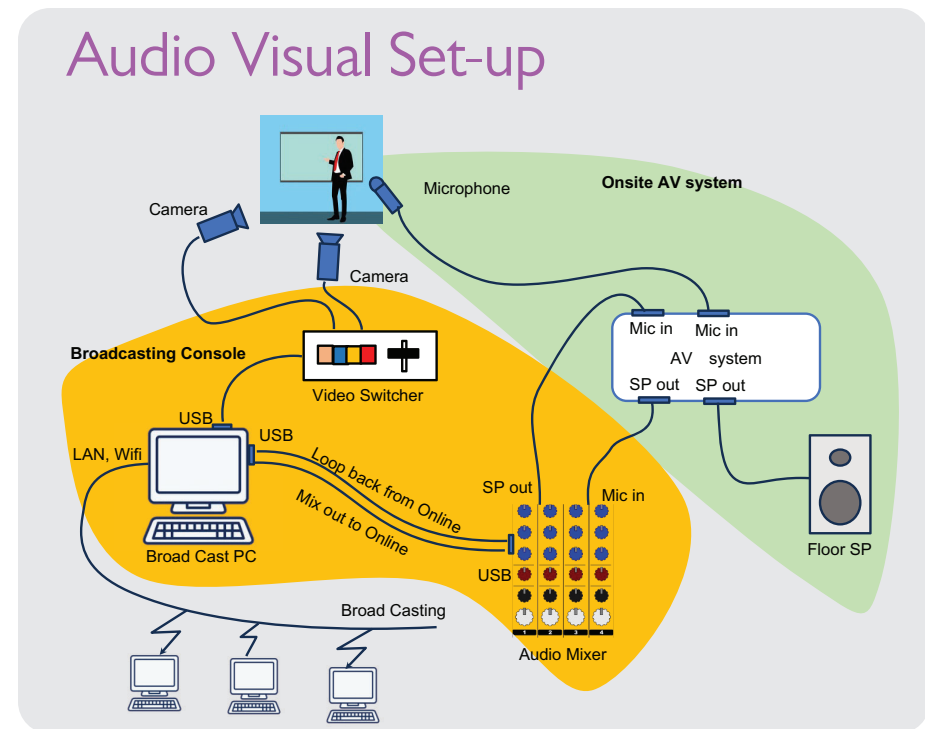 Audio Visual Set-up
Microphone
Onsite AV system
Camera
Camera
Mic in
Mic in
AV system
SP out
SP out
Broadcasting Console
Video Switcher
USB
USB
LAN, Wifi
Loop back from Online
Mix out to Online
SP out
Mic in
Broad Cast PC
USB
Floor SP
Broad Casting
1 2 3 4
Audio Mixer